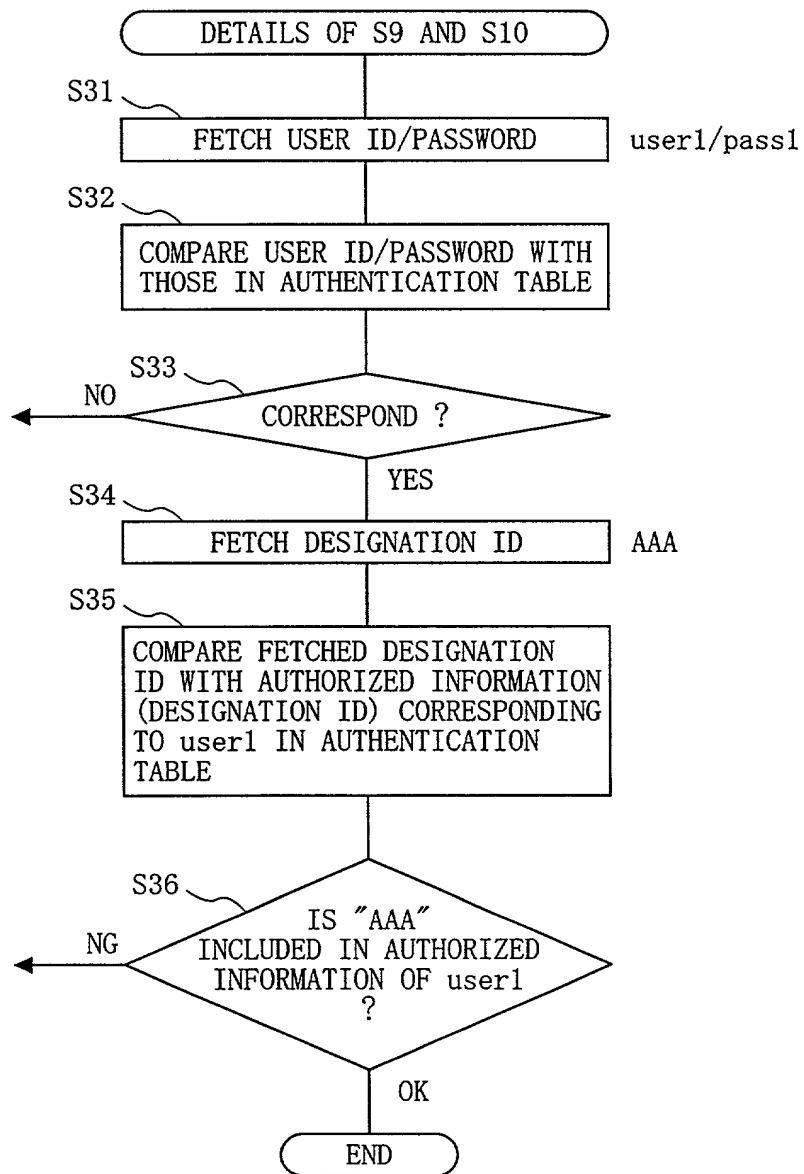 DETAILS OF S9 AND S10
S31
FETCH USER ID/PASSWORD
user1/pass1
S32
COMPARE USER ID/PASSWORD WITH
THOSE IN AUTHENTICATION TABLE
S33
NO
CORRESPOND ?
YES
S34
FETCH DESIGNATION ID
AAA
S35
COMPARE FETCHED DESIGNATION
ID WITH AUTHORIZED INFORMATION
(DESIGNATION ID) CORRESPONDING
TO user1 IN AUTHENTICATION
TABLE
S36
NG
IS "AAA"
INCLUDED IN AUTHORIZED
INFORMATION OF user1
?
OK
END